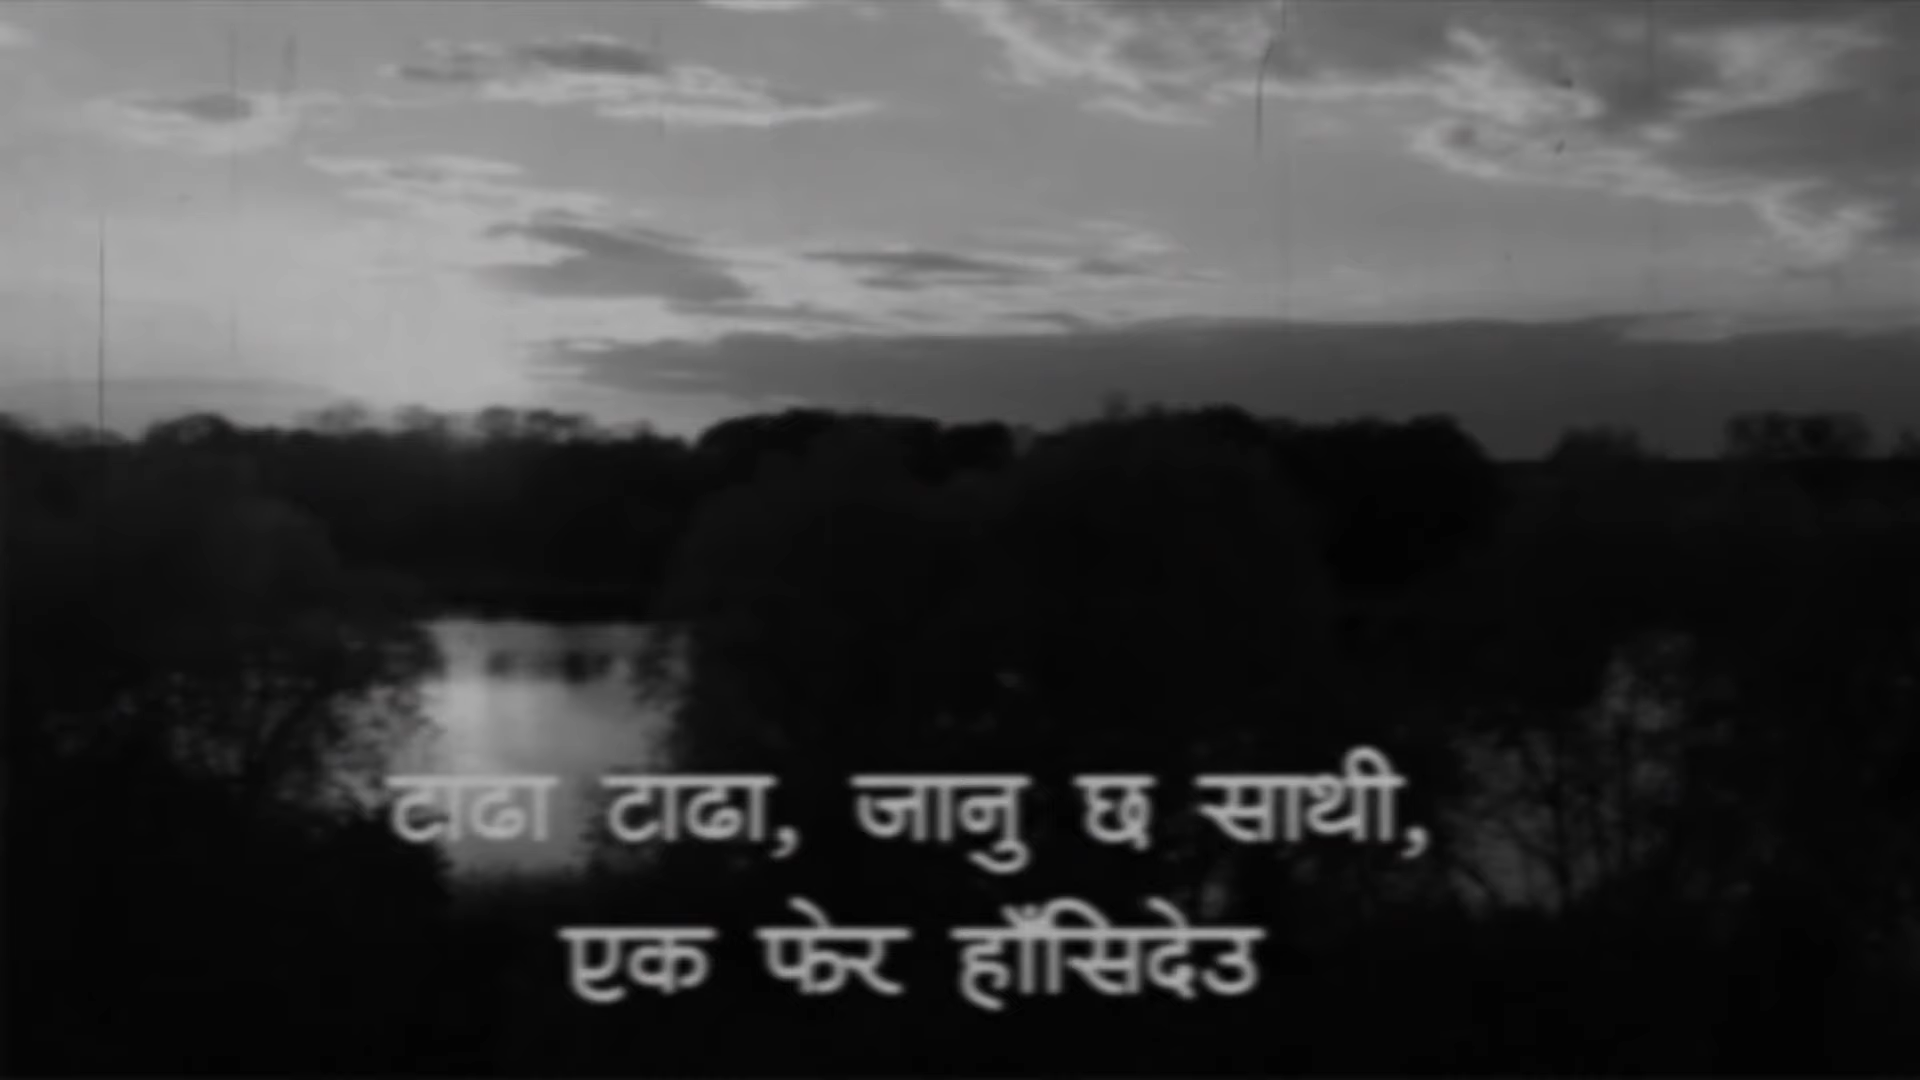 टाढा टाढा, जानु छ साथी,
एक फेर हाँसिदेउ